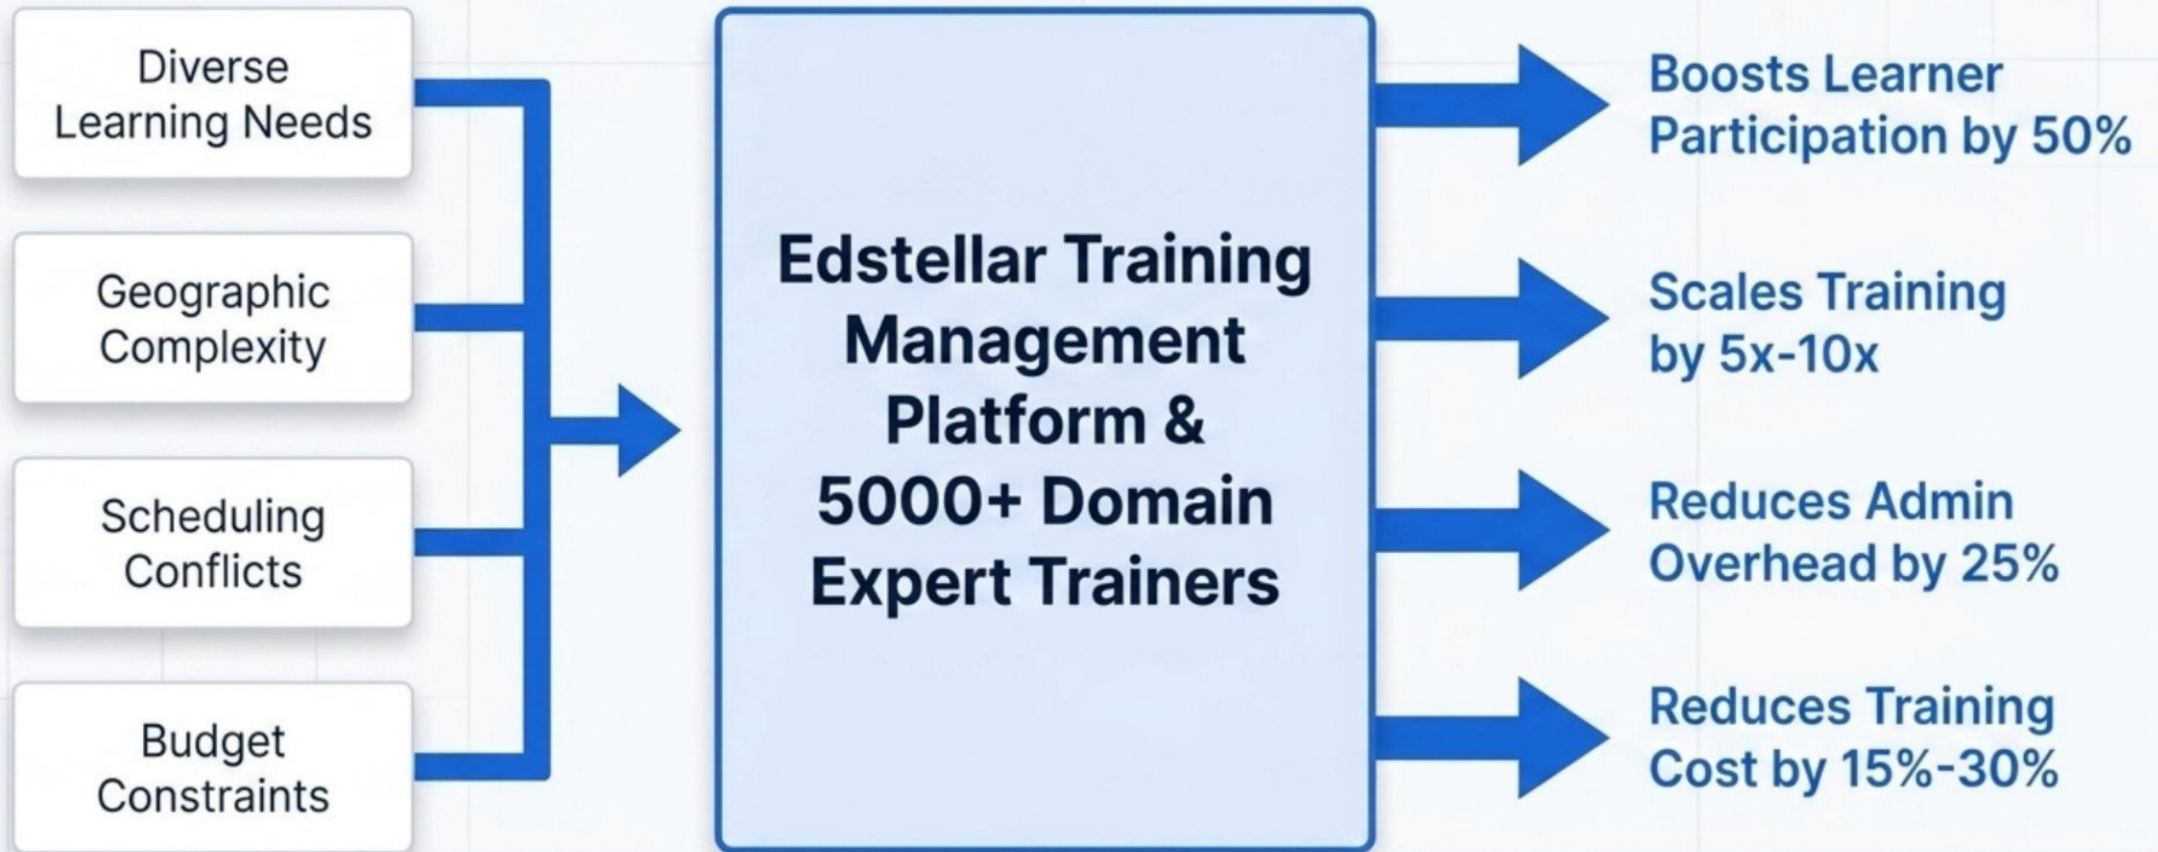 Diverse
Learning Needs
Geographic
Complexity
Scheduling
Conflicts
Budget
Constraints
Edstellar Training
Management
Platform &
5000+ Domain
Expert Trainers
Boosts Learner
Participation by 50%
Scales Training
by 5x-10x
Reduces Admin
Overhead by 25%
Reduces Training
Cost by 15%-30%